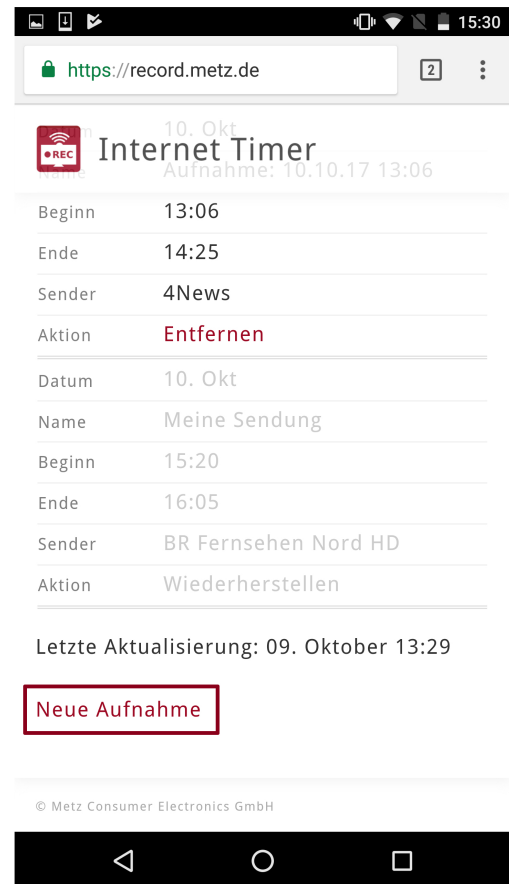 15:30
https://record.metz.de
2
Datum 10. Okt
REC Internet Timer
Name Aufnahme: 10.10.17 13:06
Beginn 13:06
Ende 14:25
Sender 4News
Aktion Entfernen
Datum 10. Okt
Name Meine Sendung
Beginn 15:20
Ende 16:05
Sender BR Fernsehen Nord HD
Aktion Wiederherstellen
Letzte Aktualisierung: 09. Oktober 13:29
Neue Aufnahme
© Metz Consumer Electronics GmbH